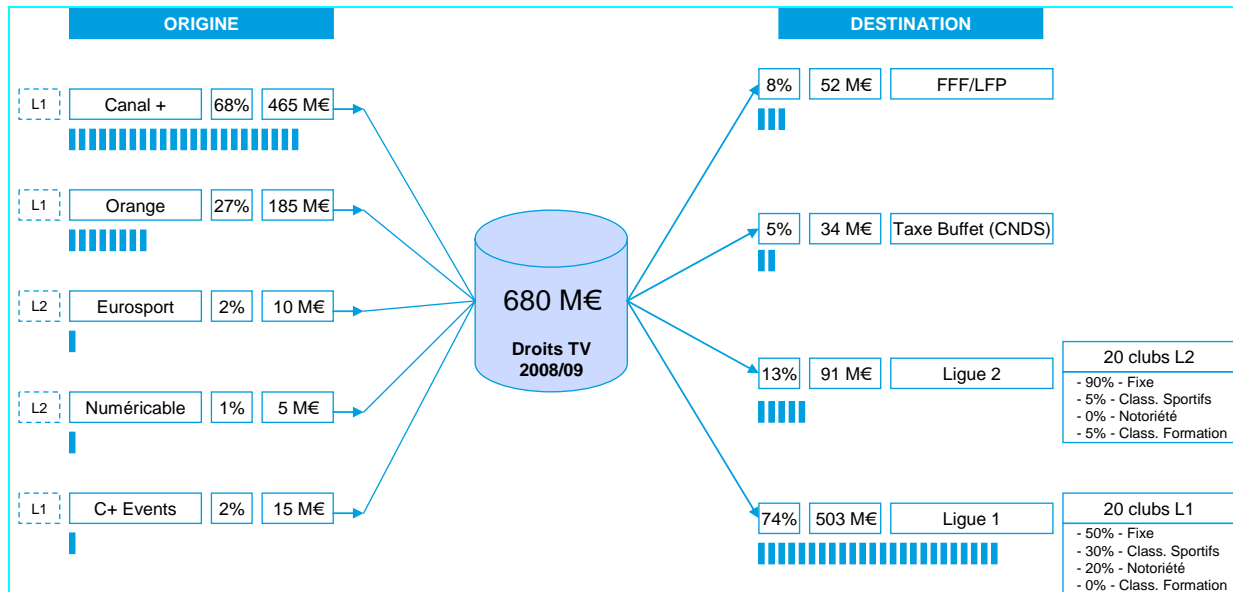 ORIGINE
L1 Canal + 68% 465 M€
L1 Orange 27% 185 M€
L2 Eurosport 2% 10 M€
L2 Numéricable 1% 5 M€
L1 C+ Events 2% 15 M€
680 M€
Droits TV
2008/09
DESTINATION
8% 52 M€ FFF/LFP
5% 34 M€ Taxe Buffet (CNDS)
13% 91 M€ Ligue 2
20 clubs L2
- 90% - Fixe
- 5% - Class. Sportifs
- 0% - Notoriété
- 5% - Class. Formation
74% 503 M€ Ligue 1
20 clubs L1
- 50% - Fixe
- 30% - Class. Sportifs
- 20% - Notoriété
- 0% - Class. Formation